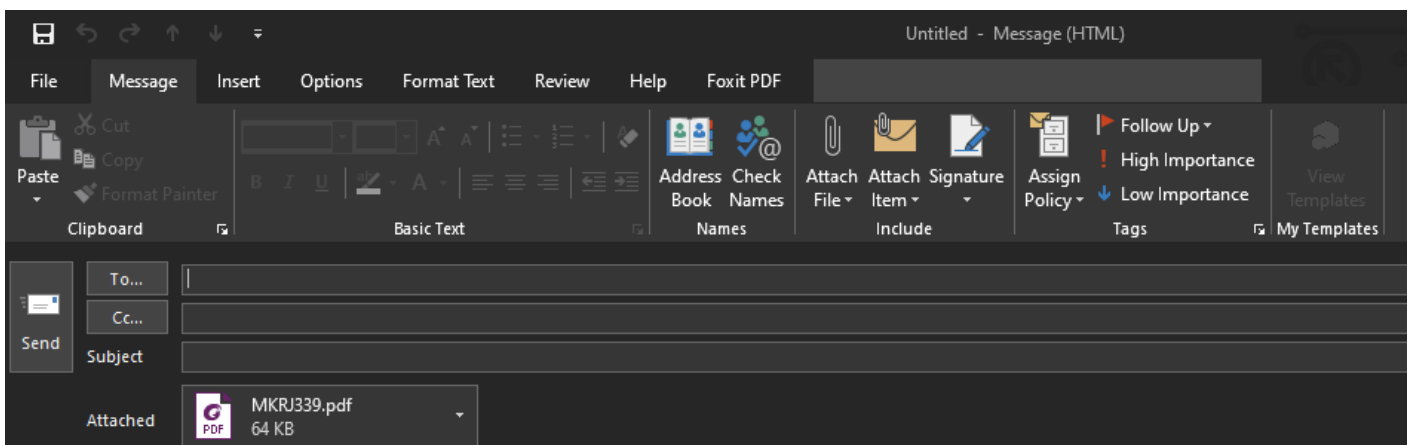 Untitled - Message (HTML)
File Message Insert Options Format Text Review Help Foxit PDF
Paste
Cut
Copy
Format Painter
Clipboard
A A
B I U ab A
Basic Text
Address Book
Check Names
Names
Attach File
Attach Item
Signature
Include
Assign Policy
Follow Up
! High Importance
Low Importance
Tags
View Templates
My Templates
Send
To...
Cc...
Subject
Attached
PDF
MKRJ339.pdf
64 KB